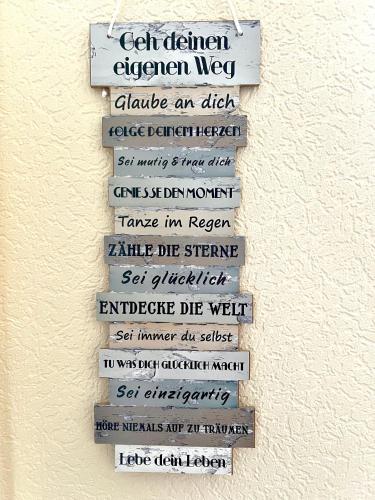 Geh deinen
eigenen Weg
Glaube an dich
FOLGE DEINEM HERZEN
Sei mutig & trau dich
GENIESSE DEN MOMENT
Tanze im Regen
ZÄHLE DIE STERNE
Sei glücklich
ENTDECKE DIE WELT
Sei immer du selbst
TU WAS DICH GLÜCKLICH MACHT
Sei einzigartig
HÖRE NIEMALS AUF ZU TRÄUMEN
Lebe dein Leben